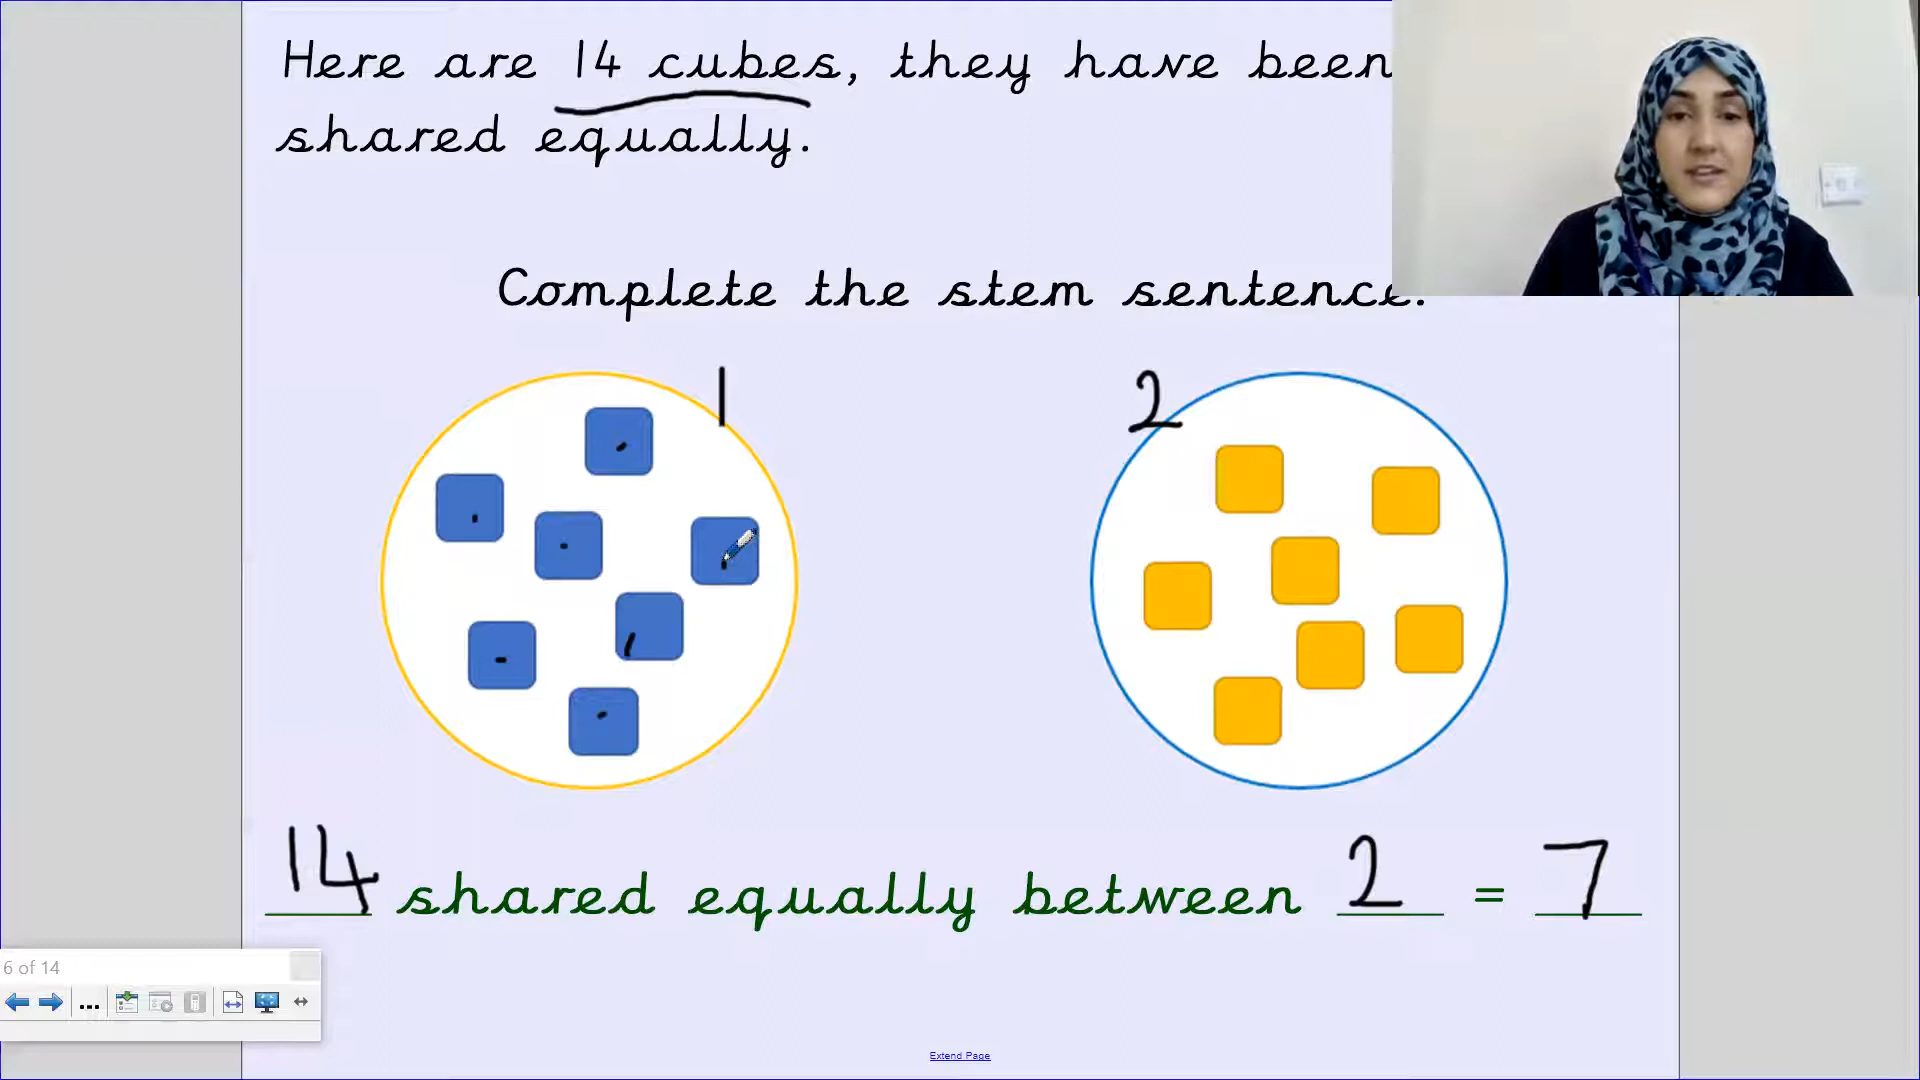 Here are 14 cubes, they have been
shared equally.
Complete the stem sentence.
1
2
14 shared equally between 2 = 7
6 of 14
...
Extend Page